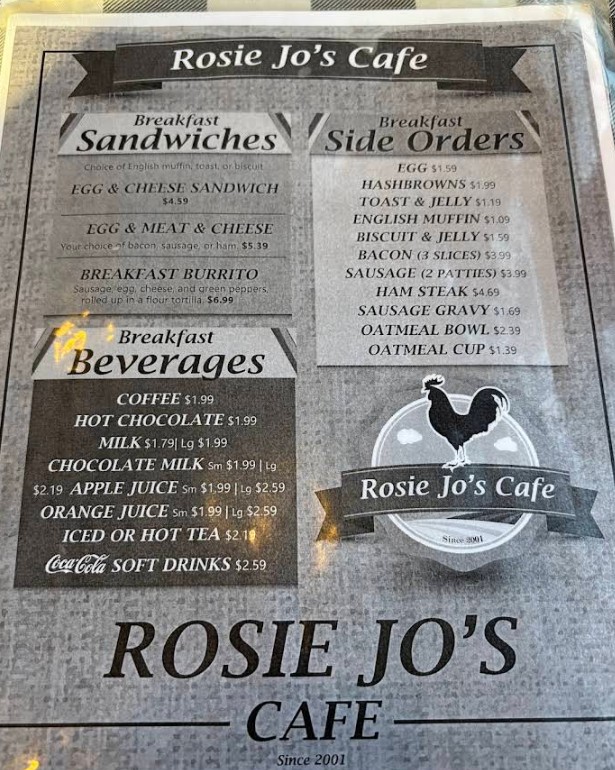 Rosie Jo's Cafe
Breakfast
Sandwiches
Choice of English muffin, toast, or biscuit
EGG & CHEESE SANDWICH
$4.59
EGG & MEAT & CHEESE
Your choice of bacon, sausage, or ham. $5.39
BREAKFAST BURRITO
Sausage, egg, cheese, and green peppers,
rolled up in a flour tortilla. $6.99
Breakfast
Beverages
COFFEE $1.99
HOT CHOCOLATE $1.99
MILK $1.79| Lg $1.99
CHOCOLATE MILK Sm $1.99 | Lg
$2.19 APPLE JUICE Sm $1.99 | Lg $2.59
ORANGE JUICE Sm $1.99 | Lg $2.59
ICED OR HOT TEA
Coca-Cola SOFT DRINKS $2.59
Breakfast
Side Orders
EGG $1.59
HASHBROWNS $1.99
TOAST & JELLY $1.19
ENGLISH MUFFIN $1.09
BISCUIT & JELLY $1.59
BACON (3 SLICES) $3.99
SAUSAGE (2 PATTIES) $3.99
HAM STEAK $4.69
SAUSAGE GRAVY $1.69
OATMEAL BOWL $2.39
OATMEAL CUP $1.39
Rosie Jo's Cafe
Since 2001
ROSIE JO'S
CAFE
Since 2001